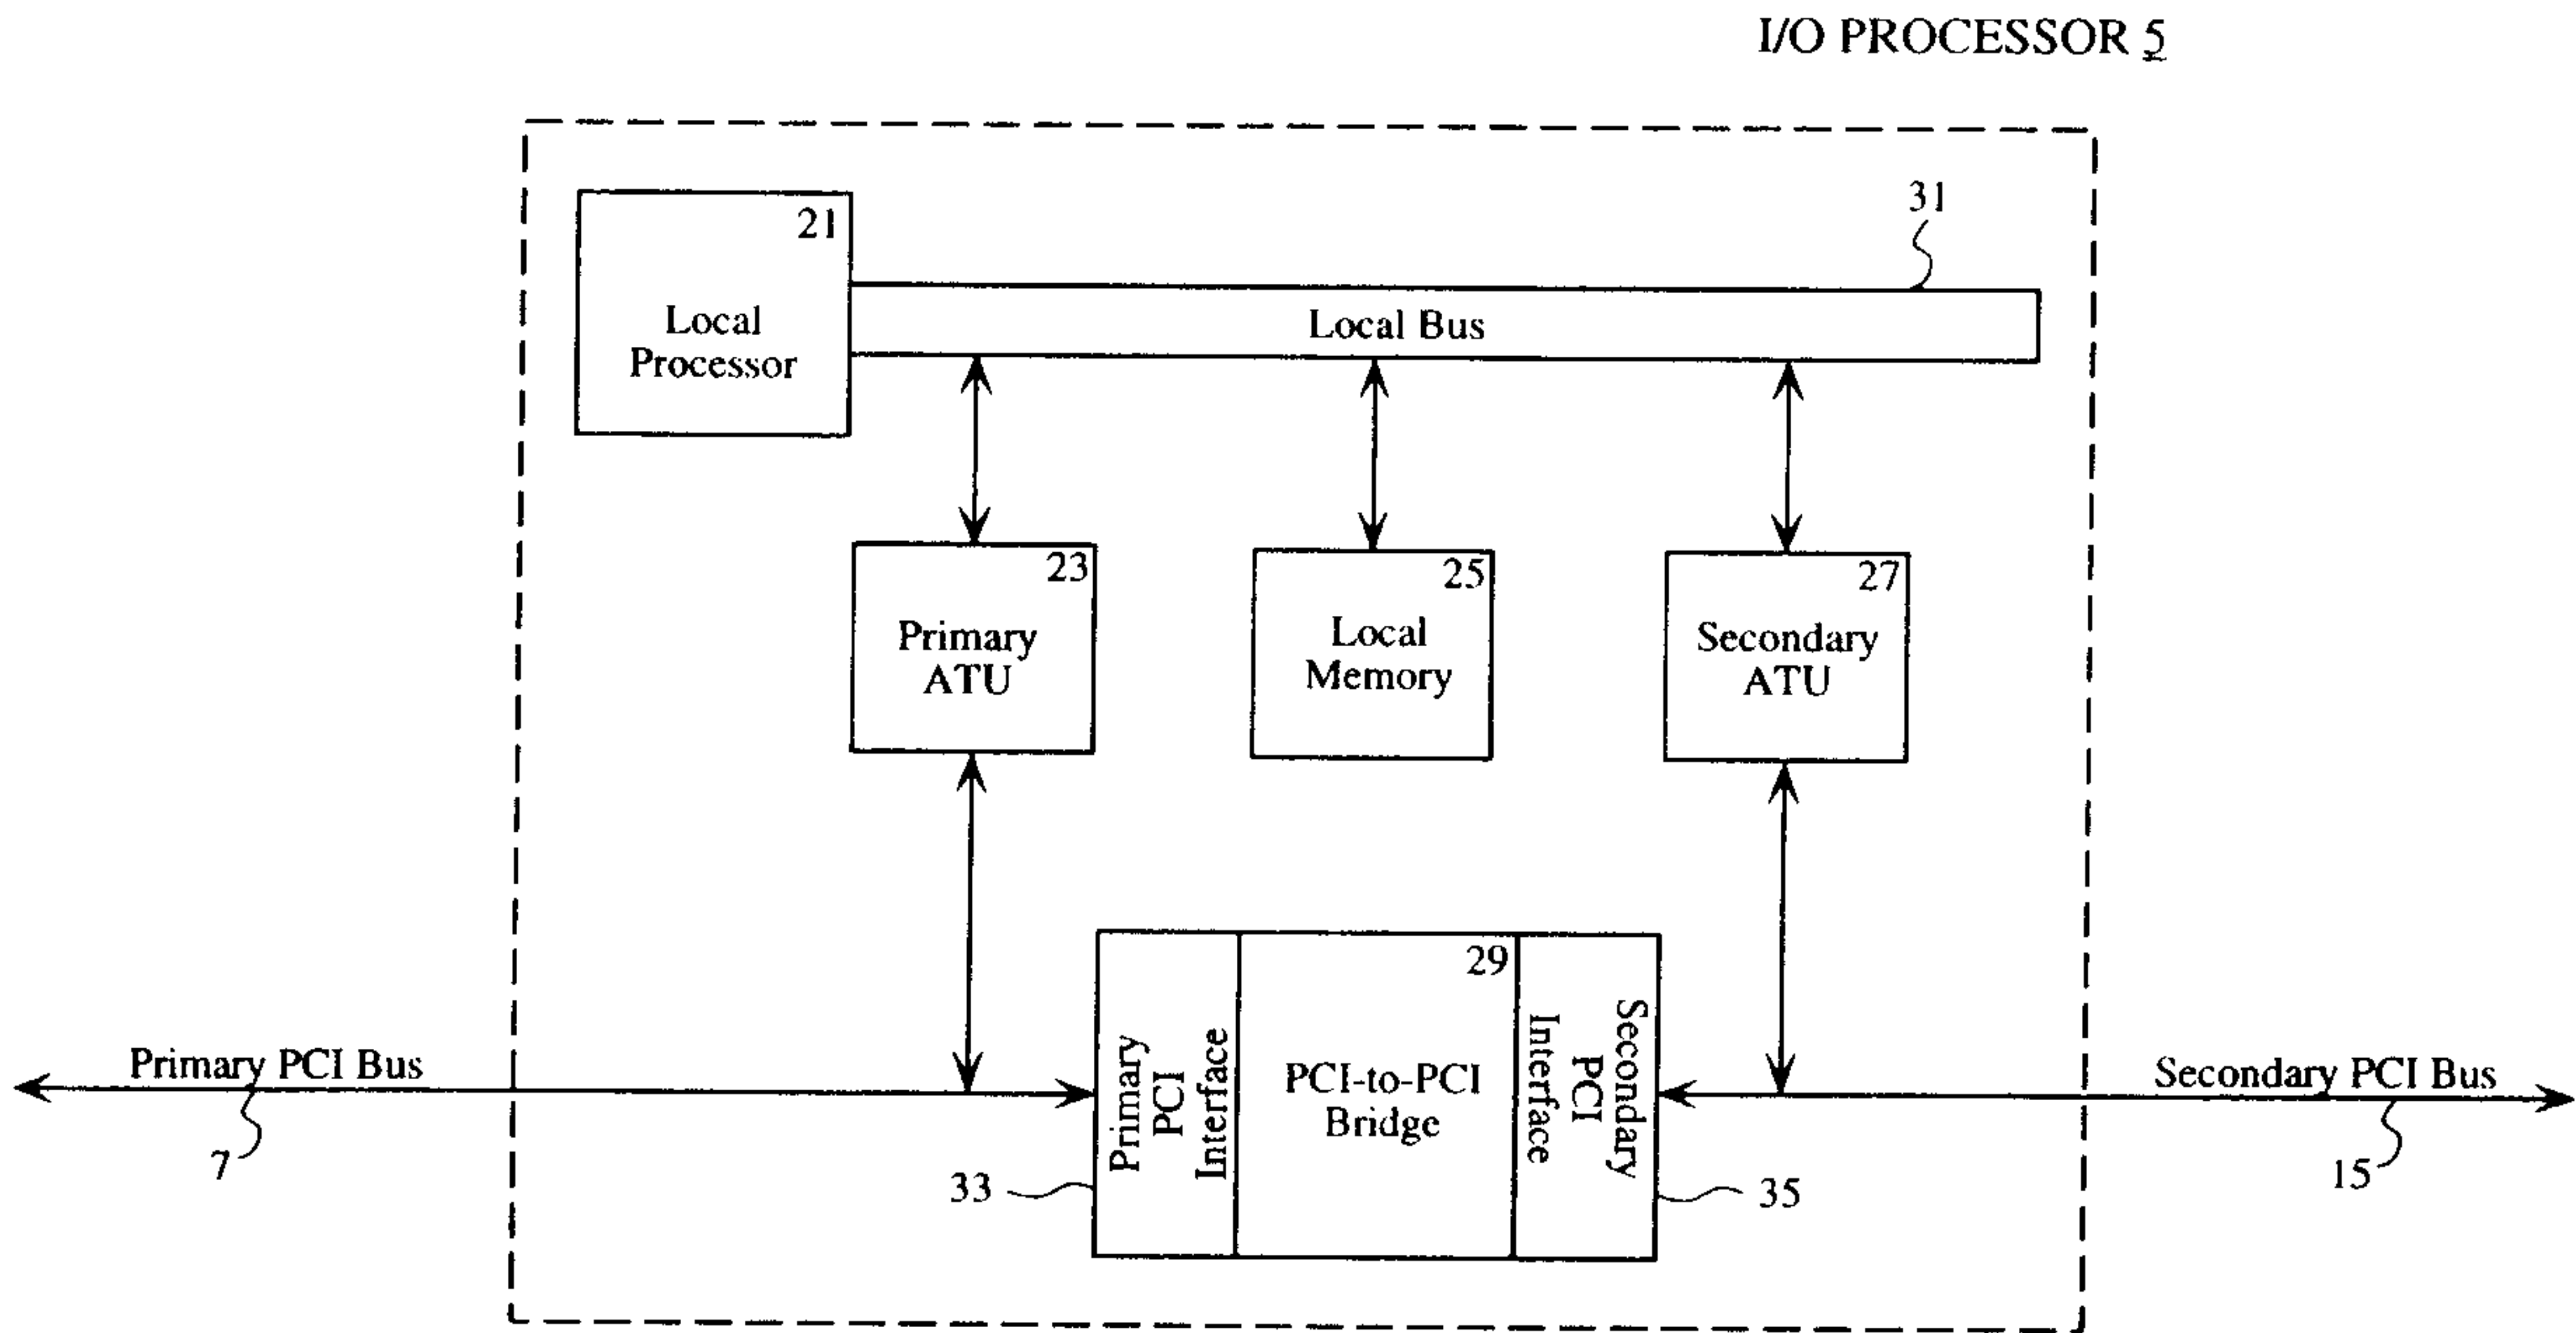 I/O PROCESSOR 5
21
Local
Processor
31
Local Bus
23
Primary
ATU
25
Local
Memory
27
Secondary
ATU
Primary PCI Bus
7
Primary
PCI
Interface
33
29
PCI-to-PCI
Bridge
Secondary
PCI
Interface
35
Secondary PCI Bus
15